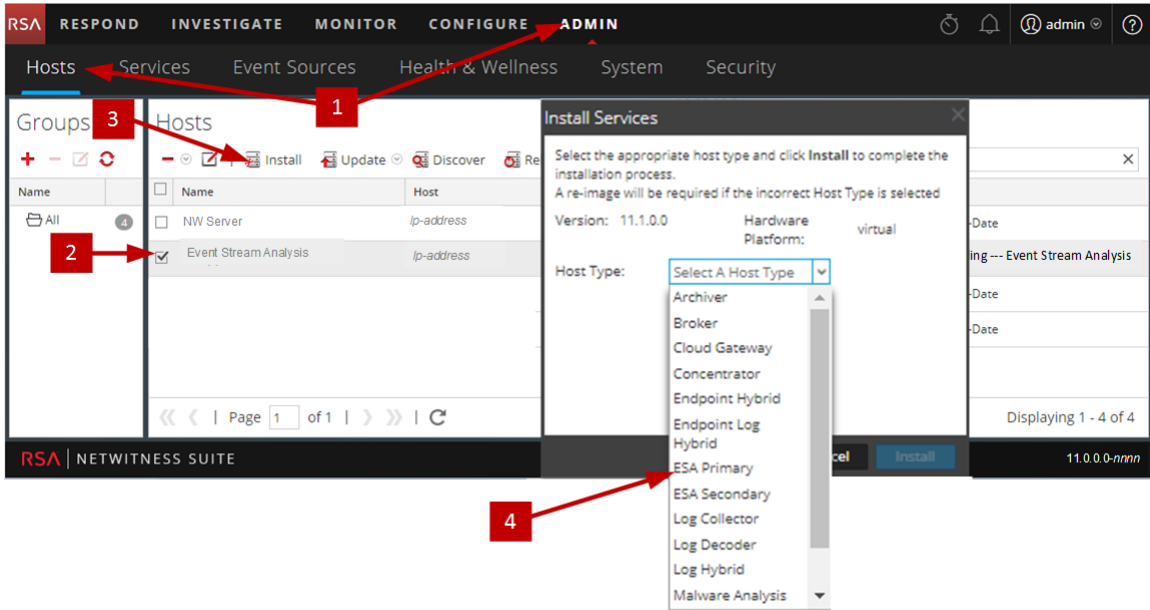 RSA RESPOND INVESTIGATE MONITOR CONFIGURE ADMIN admin ?
Hosts Services Event Sources Health & Wellness System Security
1
Groups
3
Hosts
Install Update Discover Re
Name
Name Host
All 4
NW Server Ip-address
2
Event Stream Analysis Ip-address
Page 1 of 1
Install Services
Select the appropriate host type and click Install to complete the
installation process.
A re-image will be required if the incorrect Host Type is selected
Version: 11.1.0.0
Hardware
Platform:
virtual
Host Type:
Select A Host Type
Archiver
Broker
Cloud Gateway
Concentrator
Endpoint Hybrid
Endpoint Log
Hybrid
ESA Primary
ESA Secondary
Log Collector
Log Decoder
Log Hybrid
Malware Analysis
4
cel Install
-Date
ing --- Event Stream Analysis
-Date
-Date
Displaying 1 - 4 of 4
RSA NETWITNESS SUITE
11.0.0.0-nnnn